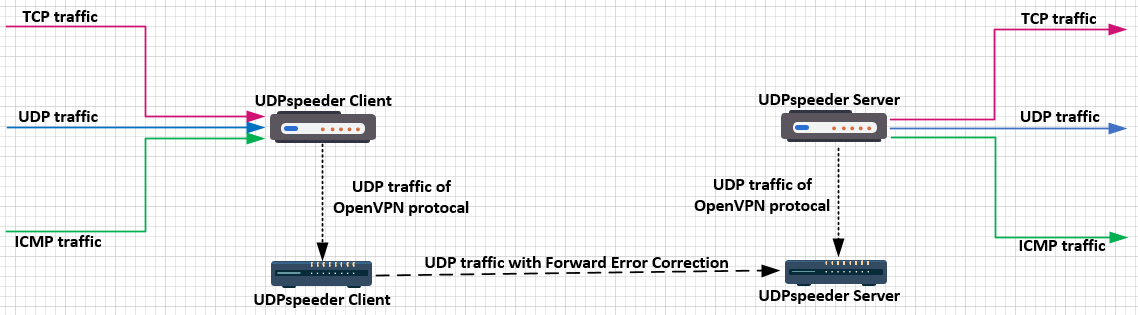 TCP traffic
TCP traffic
UDPspeeder Client
UDPspeeder Server
UDP traffic
UDP traffic
UDP traffic of
OpenVPN protocal
UDP traffic of
OpenVPN protocal
ICMP traffic
ICMP traffic
UDP traffic with Forward Error Correction
UDPspeeder Client
UDPspeeder Server